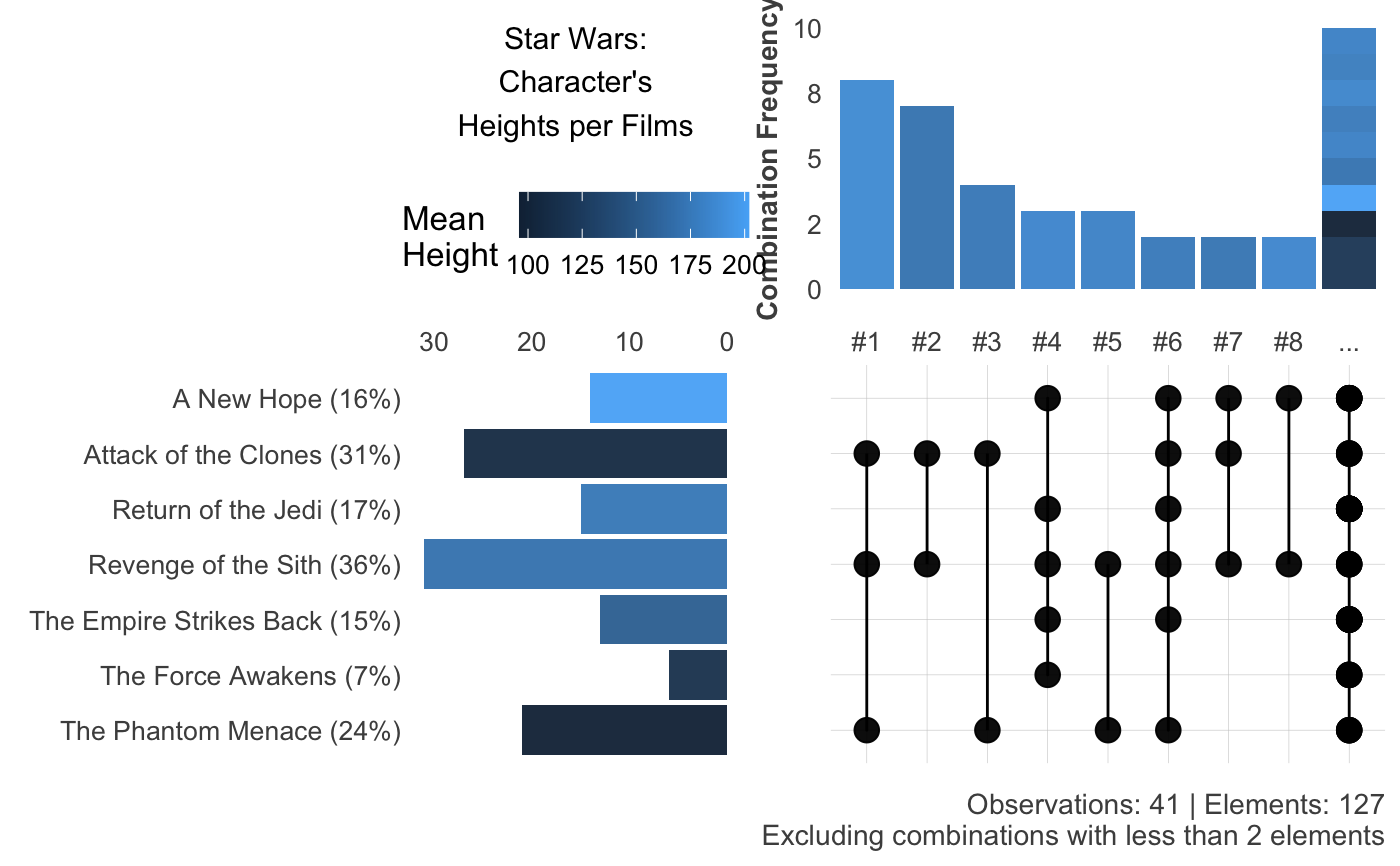 Star Wars:
Character's
Heights per Films
Mean
Height
100 125 150 175 200
Combination Frequency
10
8
5
2
0
30 20 10 0
#1 #2 #3 #4 #5 #6 #7 #8 ...
A New Hope (16%)
Attack of the Clones (31%)
Return of the Jedi (17%)
Revenge of the Sith (36%)
The Empire Strikes Back (15%)
The Force Awakens (7%)
The Phantom Menace (24%)
Observations: 41 | Elements: 127
Excluding combinations with less than 2 elements